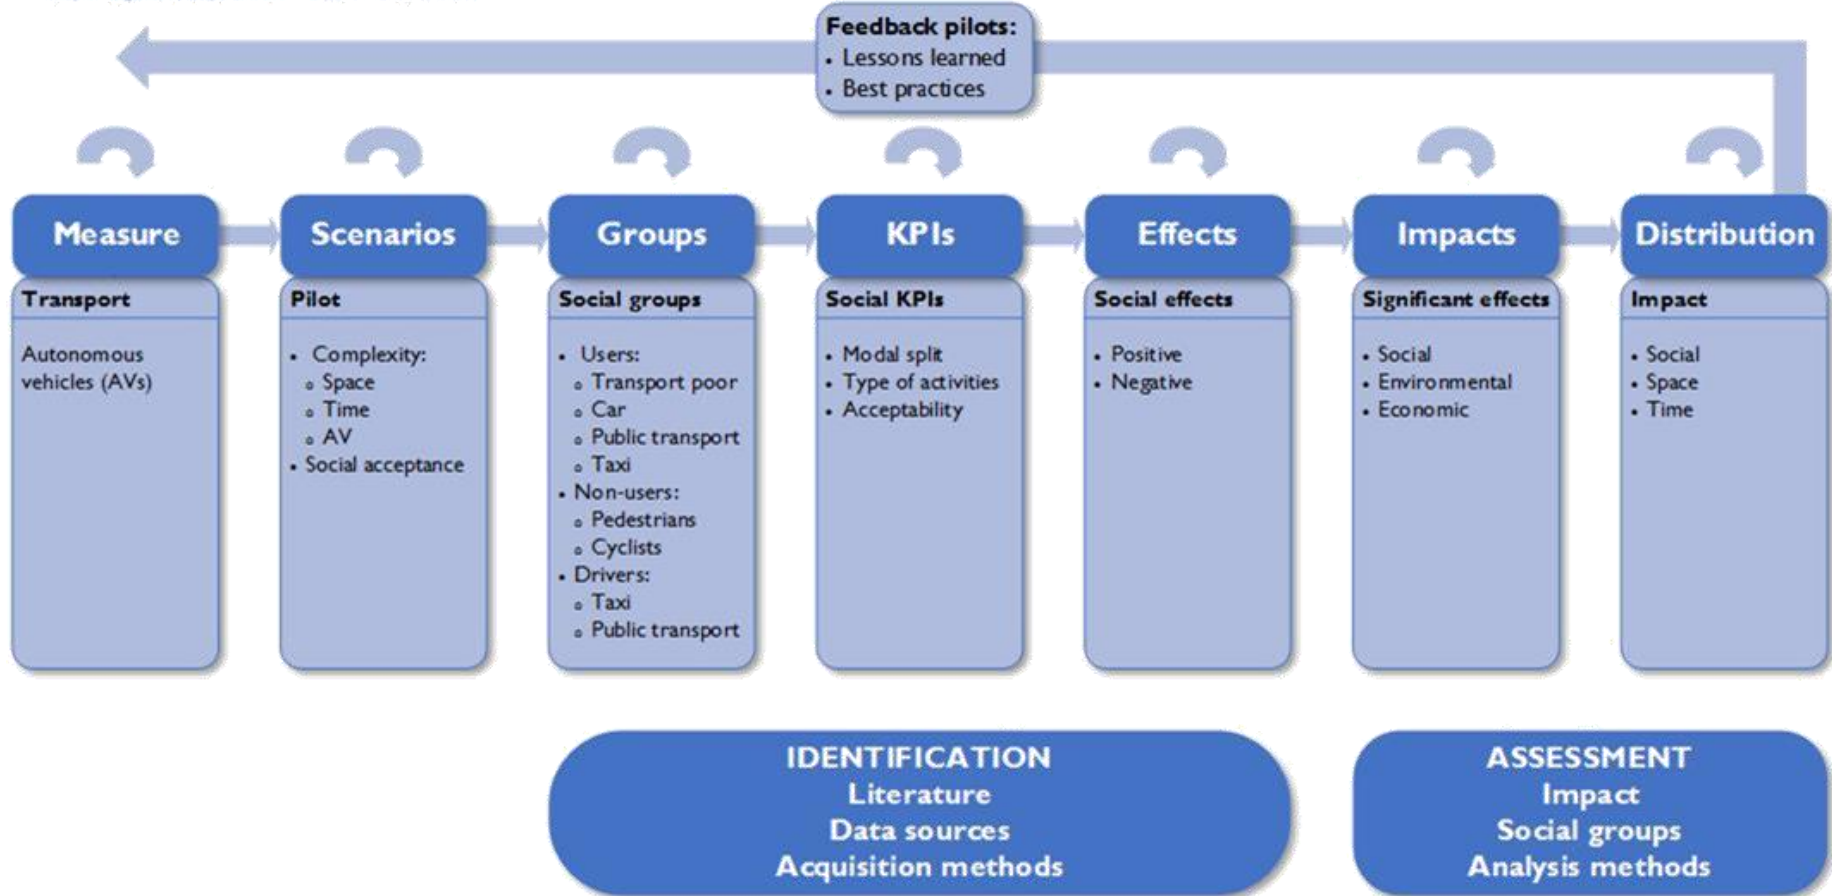 Feedback pilots:
• Lessons learned
• Best practices
Measure
Scenarios
Groups
KPIs
Effects
Impacts
Distribution
Transport
Autonomous
vehicles (AVs)
Pilot
• Complexity:
o Space
o Time
o AV
• Social acceptance
Social groups
• Users:
o Transport poor
o Car
o Public transport
o Taxi
• Non-users:
o Pedestrians
o Cyclists
• Drivers:
o Taxi
o Public transport
Social KPIs
• Modal split
• Type of activities
• Acceptability
Social effects
• Positive
• Negative
Significant effects
• Social
• Environmental
• Economic
Impact
• Social
• Space
• Time
IDENTIFICATION
Literature
Data sources
Acquisition methods
ASSESSMENT
Impact
Social groups
Analysis methods